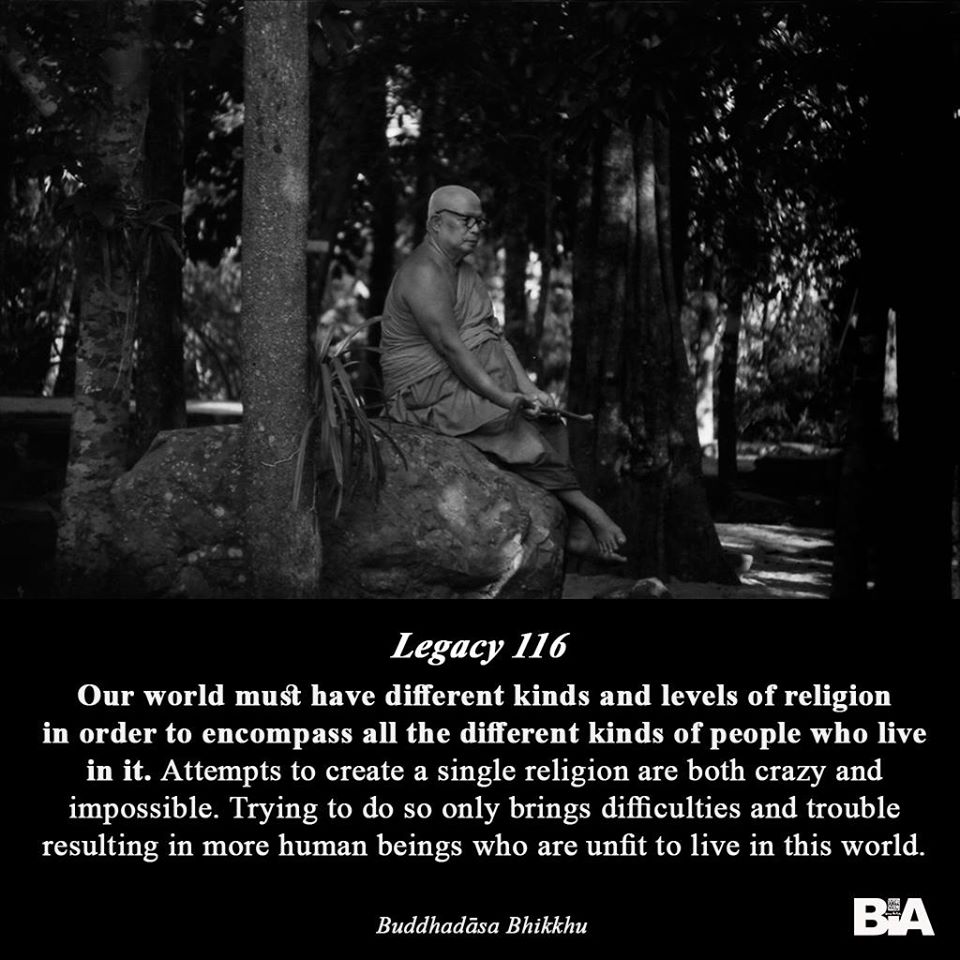 Legacy 116
Our world must have different kinds and levels of religion
in order to encompass all the different kinds of people who live
in it. Attempts to create a single religion are both crazy and
impossible. Trying to do so only brings difficulties and trouble
resulting in more human beings who are unfit to live in this world.
Buddhadāsa Bhikkhu
BIA